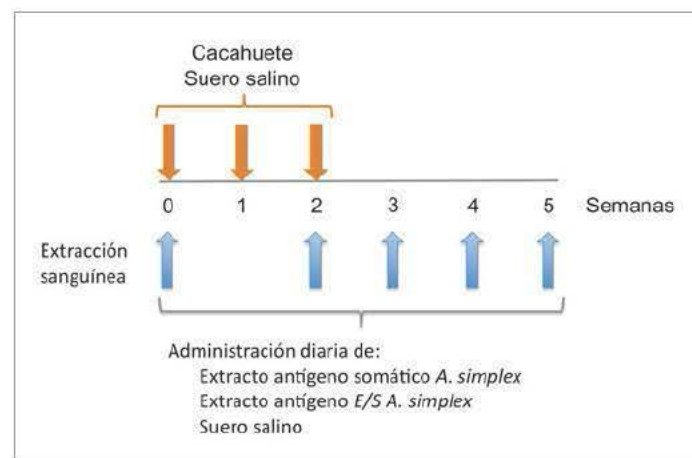 Cacahuete
Suero salino
0 1 2 3 4 5 Semanas
Extracción
sanguínea
Administración diaria de:
Extracto antígeno somático A. simplex
Extracto antígeno E/S A. simplex
Suero salino